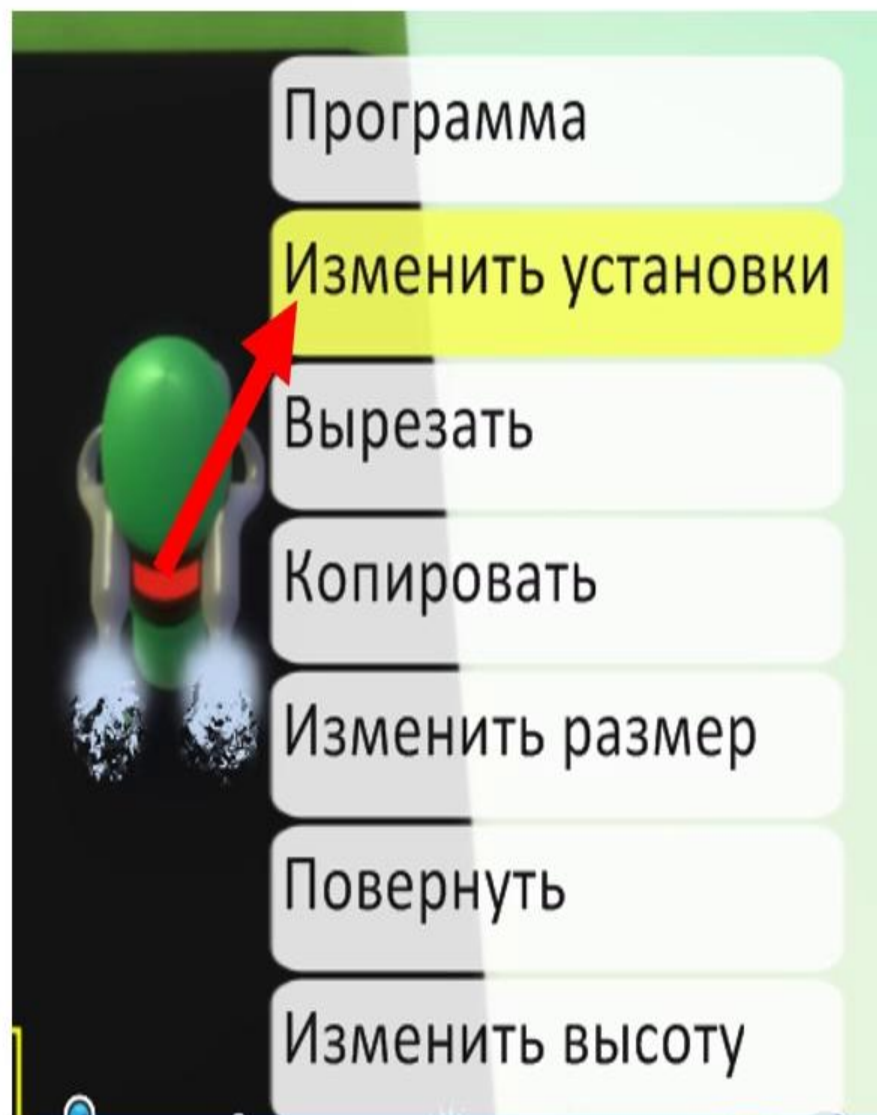 Программа
Изменить установки
Вырезать
Копировать
Изменить размер
Повернуть
Изменить высоту